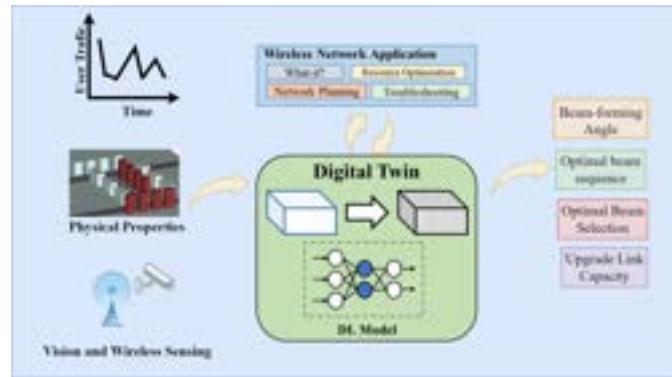 User Traffic
Time
Physical Properties
Vision and Wireless Sensing
Wireless Network Application
What-if?
Resource Optimization
Network Planning
Troubleshooting
Digital Twin
DL Model
Beam-forming
Angle
Optimal beam
sequence
Optimal Beam
Selection
Upgrade Link
Capacity